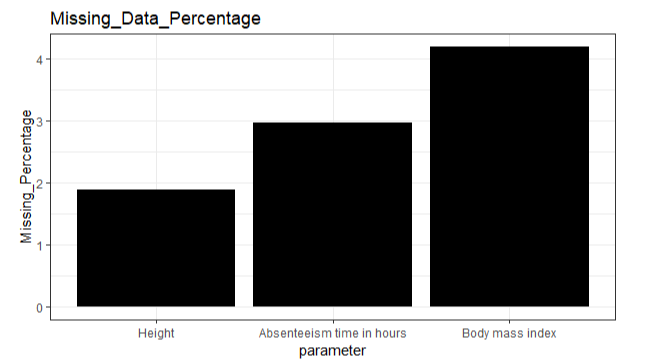 Missing_Data_Percentage
Missing_Percentage
4
3
2
1
0
Height Absenteeism time in hours Body mass index
parameter